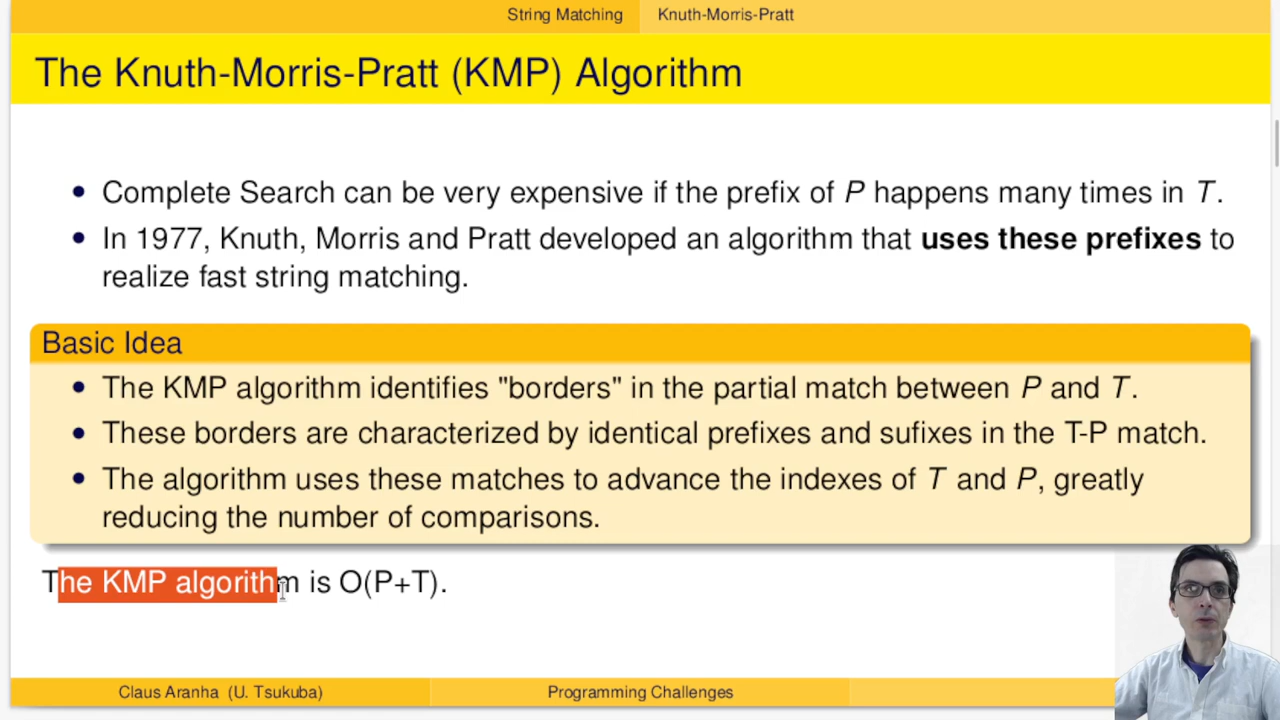 String Matching Knuth-Morris-Pratt
The Knuth-Morris-Pratt (KMP) Algorithm
• Complete Search can be very expensive if the prefix of P happens many times in T.
• In 1977, Knuth, Morris and Pratt developed an algorithm that uses these prefixes to
realize fast string matching.
Basic Idea
• The KMP algorithm identifies "borders" in the partial match between P and T.
• These borders are characterized by identical prefixes and sufixes in the T-P match.
• The algorithm uses these matches to advance the indexes of T and P, greatly
reducing the number of comparisons.
The KMP algorithm is O(P+T).
Claus Aranha (U. Tsukuba) Programming Challenges